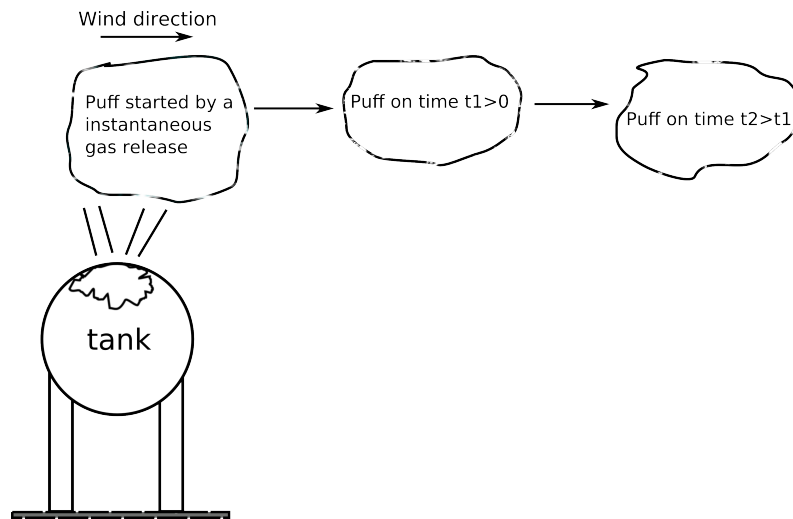 Wind direction
Puff started by a
instantaneous
gas release
Puff on time t1>0
Puff on time t2>t1
tank